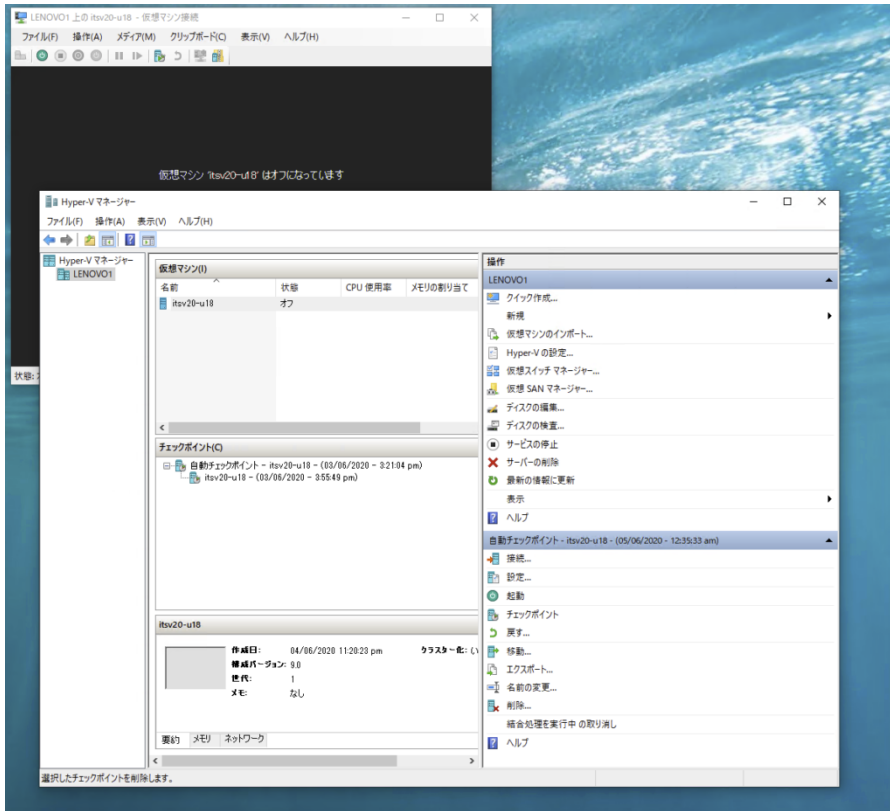 LENOVO1 上の itsv20-u18 - 仮想マシン接続
ファイル(F) 操作(A) メディア(M) クリップボード(C) 表示(V) ヘルプ(H)
仮想マシン 'itsv20-u18' はオフになっています
状態:
Hyper-V マネージャー
ファイル(F) 操作(A) 表示(V) ヘルプ(H)
Hyper-V マネージャー
LENOVO1
仮想マシン(I)
名前 状態 CPU 使用率 メモリの割り当て
itsv20-u18 オフ
チェックポイント(C)
自動チェックポイント - itsv20-u18 - (03/06/2020 - 3:21:04 pm)
itsv20-u18 - (03/06/2020 - 3:55:49 pm)
itsv20-u18
作成日: 04/06/2020 11:20:23 pm クラスター化: (い
構成バージョン: 9.0
世代: 1
メモ: なし
要約 メモリ ネットワーク
操作
LENOVO1
クイック作成...
新規
仮想マシンのインポート...
Hyper-V の設定...
仮想スイッチ マネージャー...
仮想 SAN マネージャー...
ディスクの編集...
ディスクの検査...
サービスの停止
サーバーの削除
最新の情報に更新
表示
ヘルプ
自動チェックポイント - itsv20-u18 - (05/06/2020 - 12:35:33 am)
接続...
設定...
起動
チェックポイント
戻す...
移動...
エクスポート...
名前の変更...
削除...
結合処理を実行中 の取り消し
ヘルプ
選択したチェックポイントを削除します。